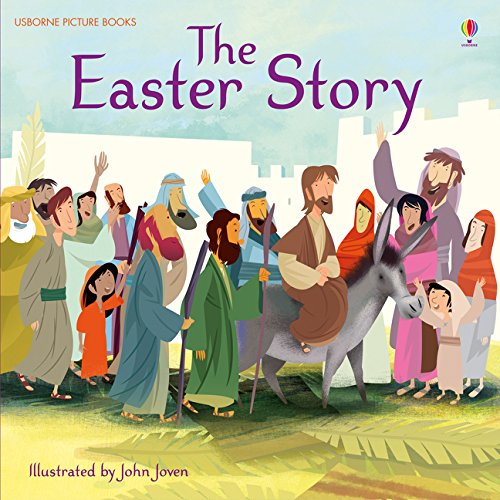 USBORNE PICTURE BOOKS
USBORNE
The
Easter Story
Illustrated by John Joven